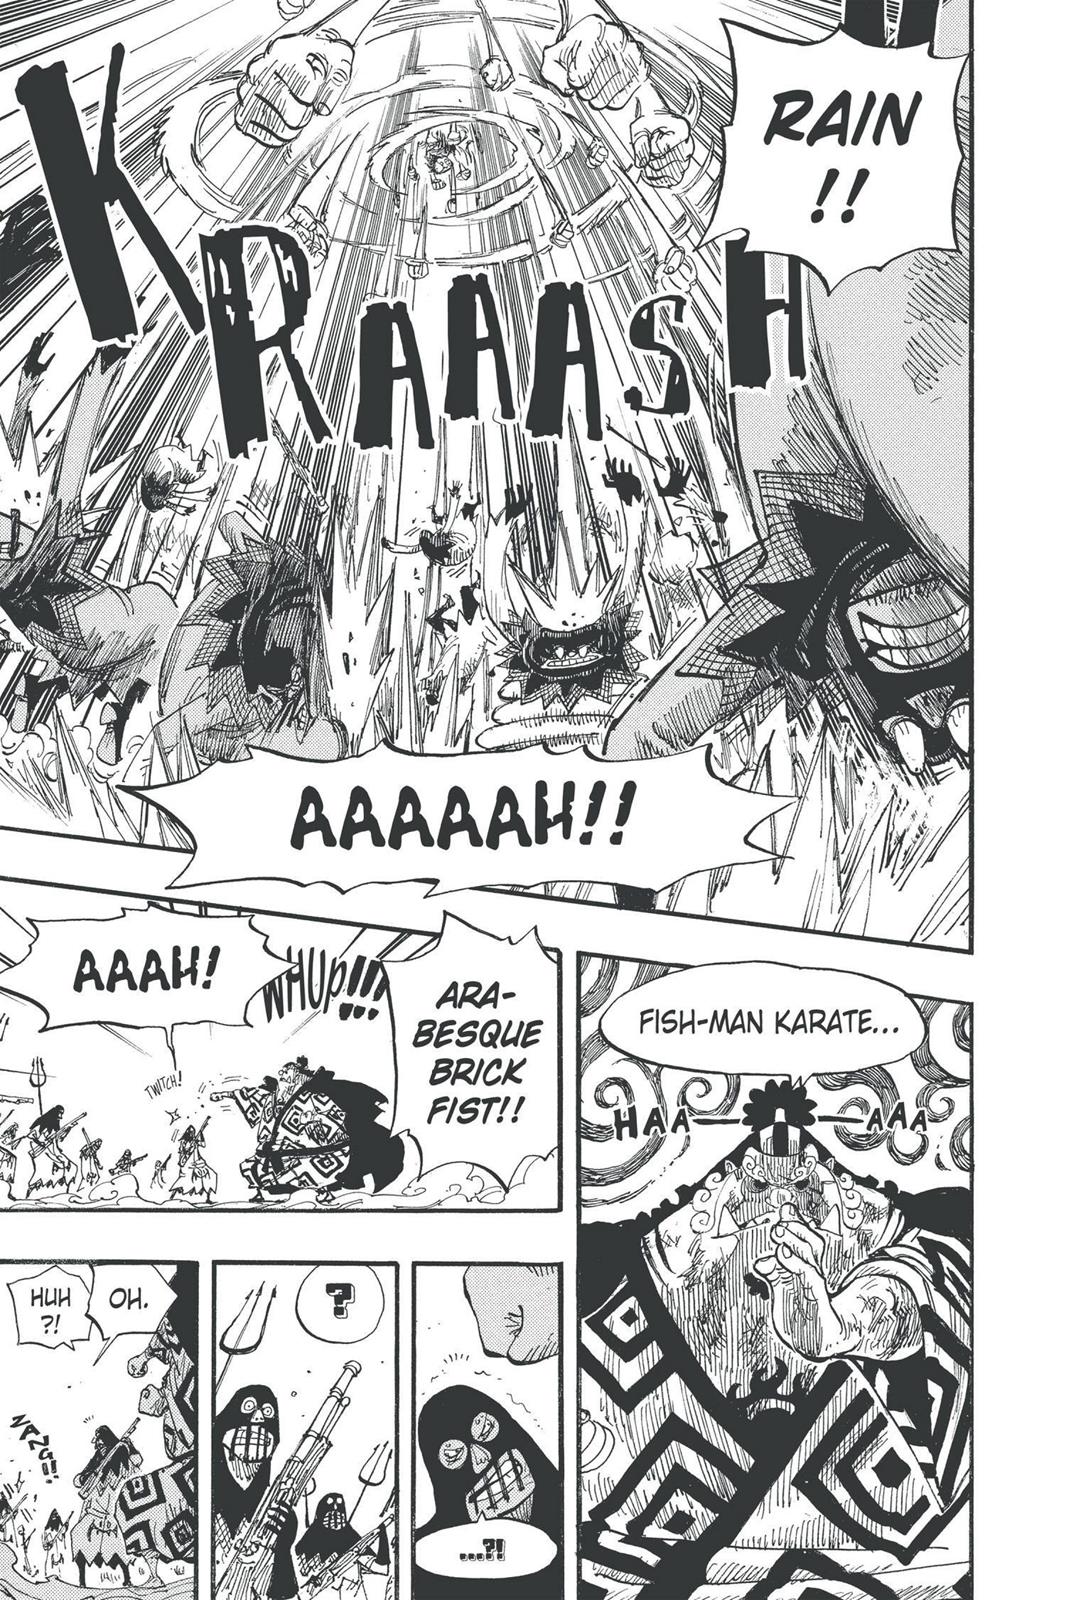 RAIN
!!
KRAAASH
AAAAAH!!
FISH-MAN KARATE...
HAA——AAA
ARA-
BESQUE
BRICK
FIST!!
WHUP!!!
AAAH!
TWITCH!
...?!
?
OH.
HUH
?!
ZANG!!